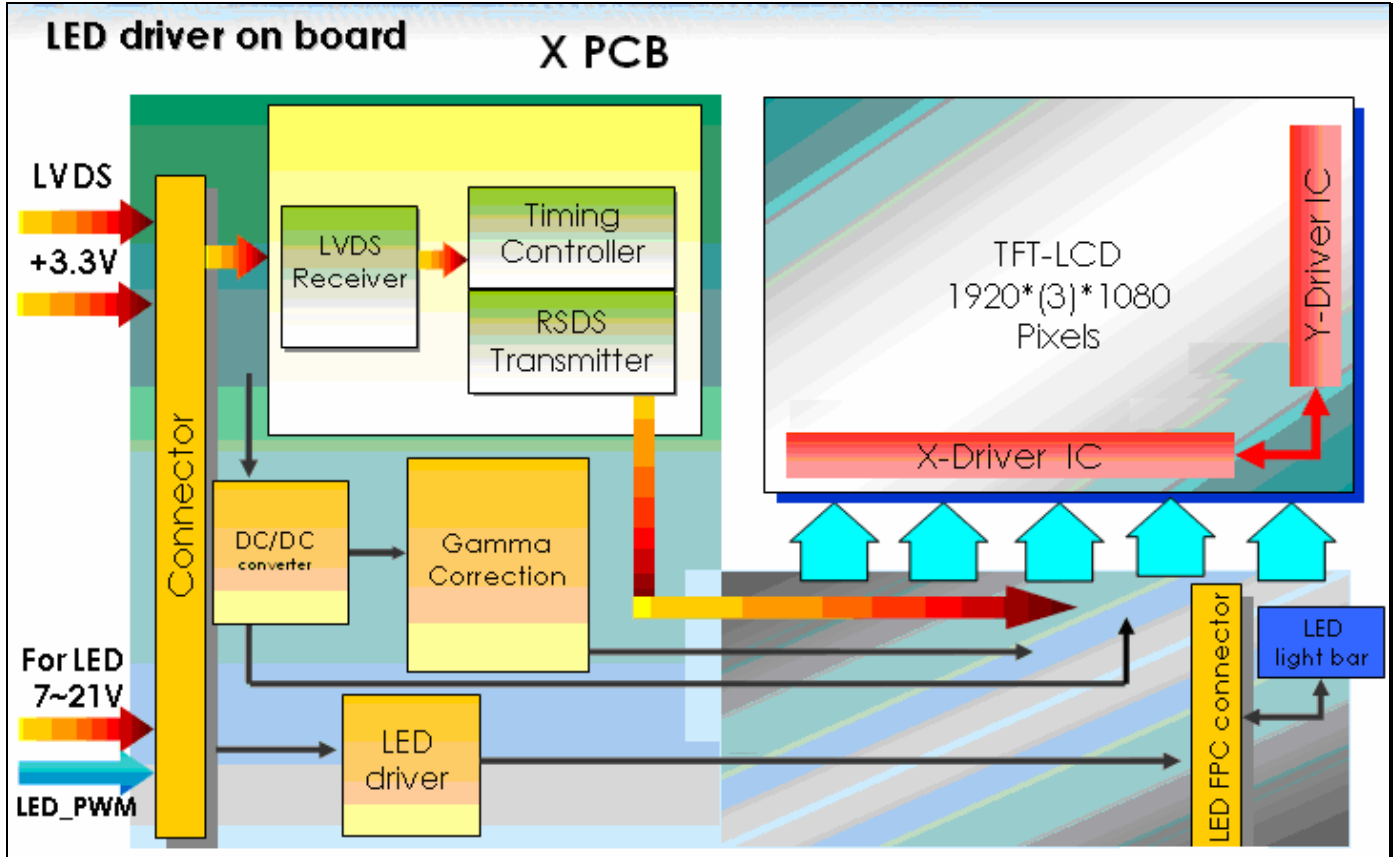 LED driver on board
X PCB
LVDS
+3.3V
For LED
7~21V
LED_PWM
Connector
LVDS
Receiver
Timing
Controller
RSDS
Transmitter
DC/DC
converter
Gamma
Correction
LED
driver
TFT-LCD
1920*(3)*1080
Pixels
Y-Driver IC
X-Driver IC
LED FPC connector
LED
light bar